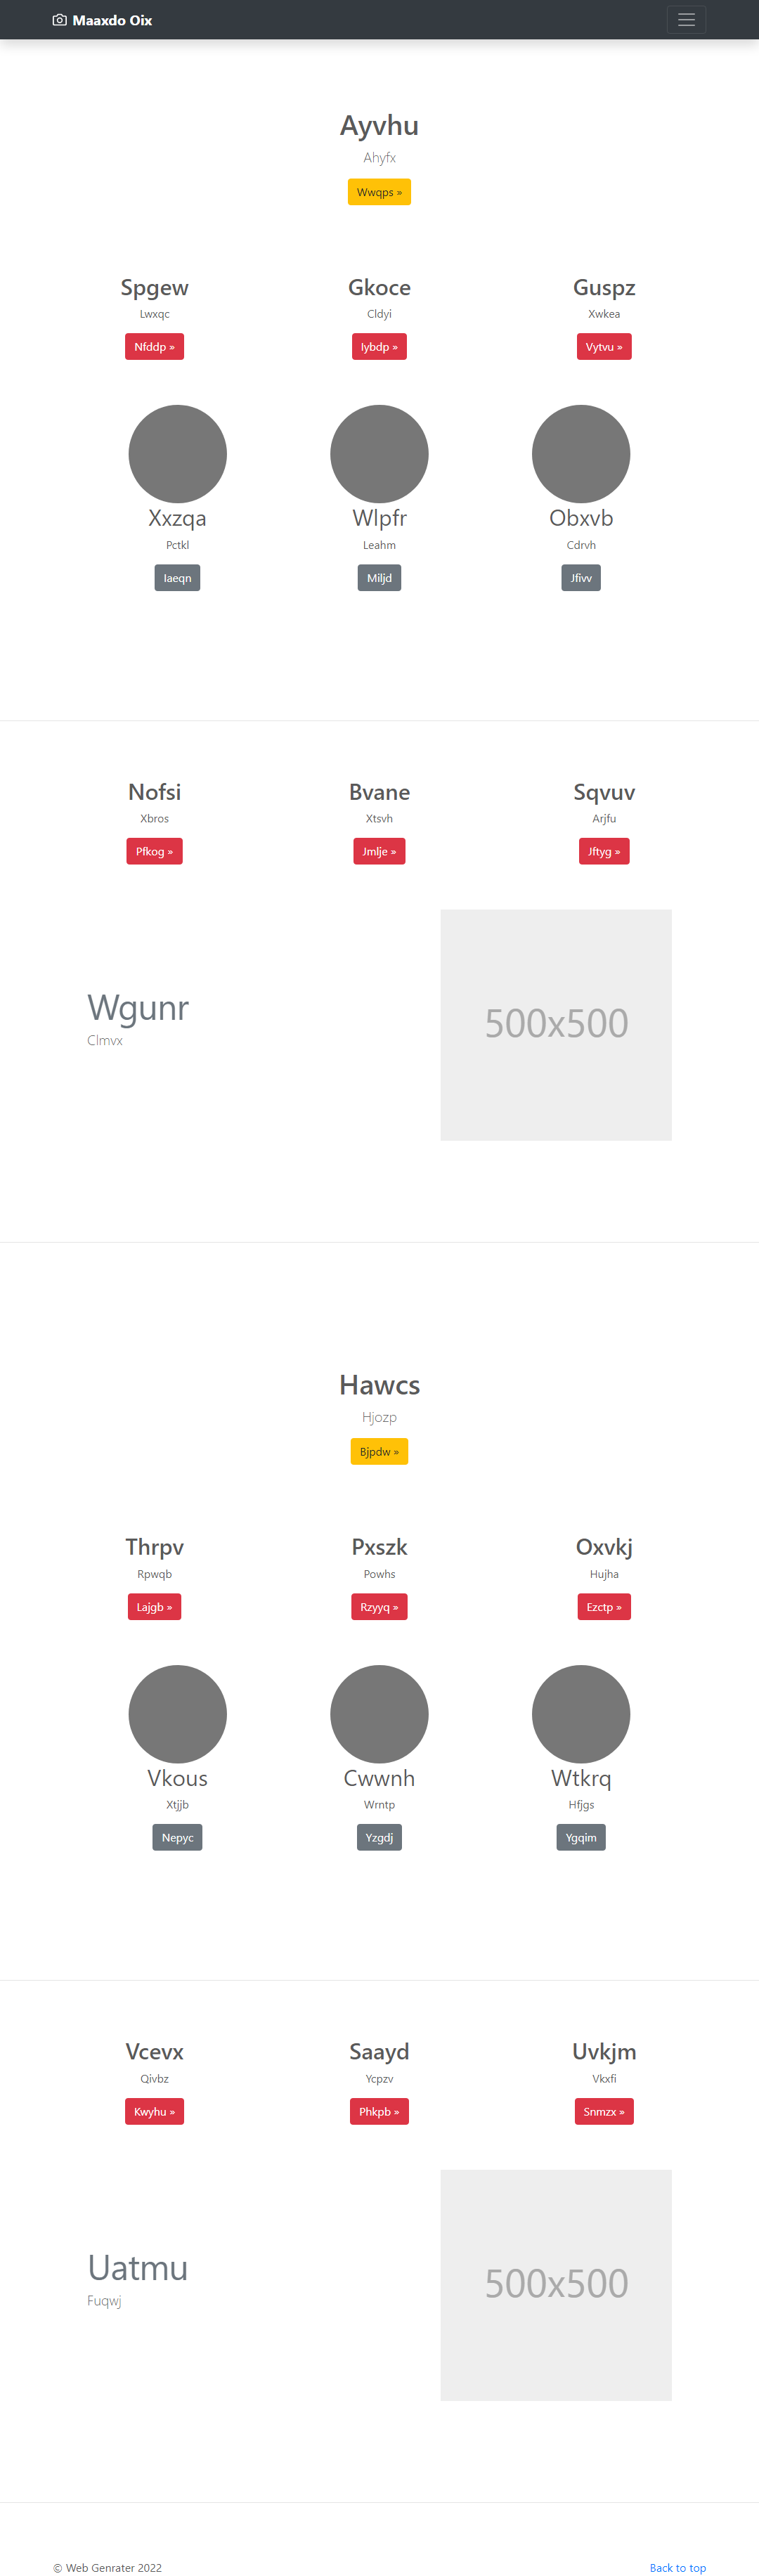 Maaxdo Oix
Ayvhu
Ahyfx
Wwqps »
Spgew Gkoce Guspz
Lwxqc Cldyi Xwkea
Nfddp » Iybdp » Vytvu »
Xxzqa Wlpfr Obxvb
Pctkl Leahm Cdrvh
Iaeqn Miljd Jfivv
Nofsi Bvane Sqvuv
Xbros Xtsvh Arjfu
Pfkog » Jmlje » Jftyg »
Wgunr
Clmvx
500x500
Hawcs
Hjozp
Bjpdw »
Thrpv Pxszk Oxvkj
Rpwqb Powhs Hujha
Lajgb » Rzyyq » Ezctp »
Vkous Cwwnh Wtkrq
Xtjjb Wrntp Hfjgs
Nepyc Yzgdj Ygqim
Vcevx Saayd Uvkjm
Qivbz Ycpzv Vkxfi
Kwyhu » Phkpb » Snmzx »
Uatmu
Fuqwj
500x500
© Web Genrater 2022 Back to top